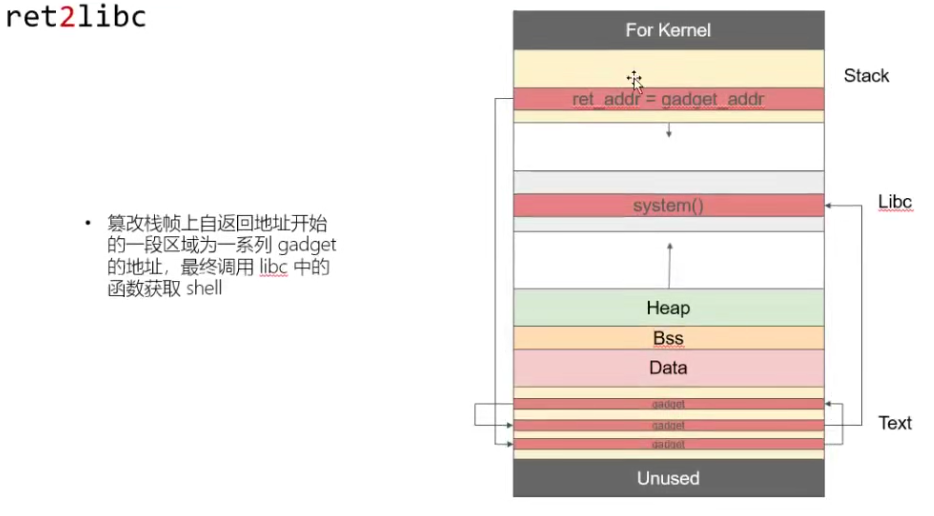 ret2libc
• 篡改栈帧上自返回地址开始
的一段区域为一系列 gadget
的地址，最终调用 libc 中的
函数获取 shell
For Kernel
Stack
ret_addr = gadget_addr
system()
Libc
Heap
Bss
Data
gadget
gadget
Text
gadget
Unused